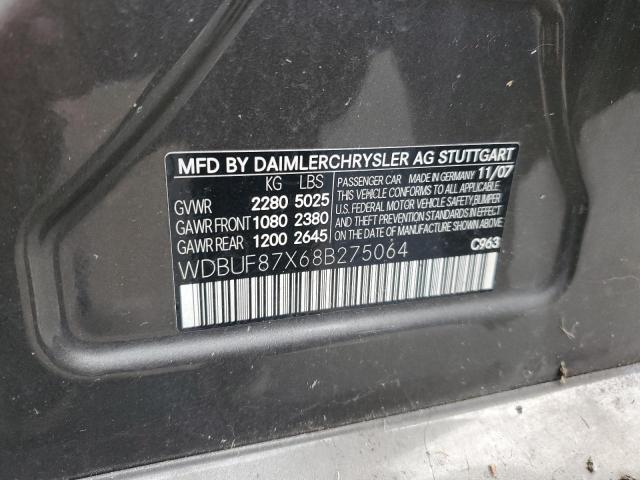 MFD BY DAIMLERCHRYSLER AG STUTTGART
KG LBS
GVWR 2280 5025
GAWR FRONT 1080 2380
GAWR REAR 1200 2645
PASSENGER CAR MADE IN GERMANY 11/07
THIS VEHICLE CONFORMS TO ALL APPLICABLE
U.S. FEDERAL MOTOR VEHICLE SAFETY,BUMPER
AND THEFT PREVENTION STANDARDS IN EFFECT
ON THE DATE OF MANUFACTURE SHOWN ABOVE.
C963
WDBUF87X68B275064